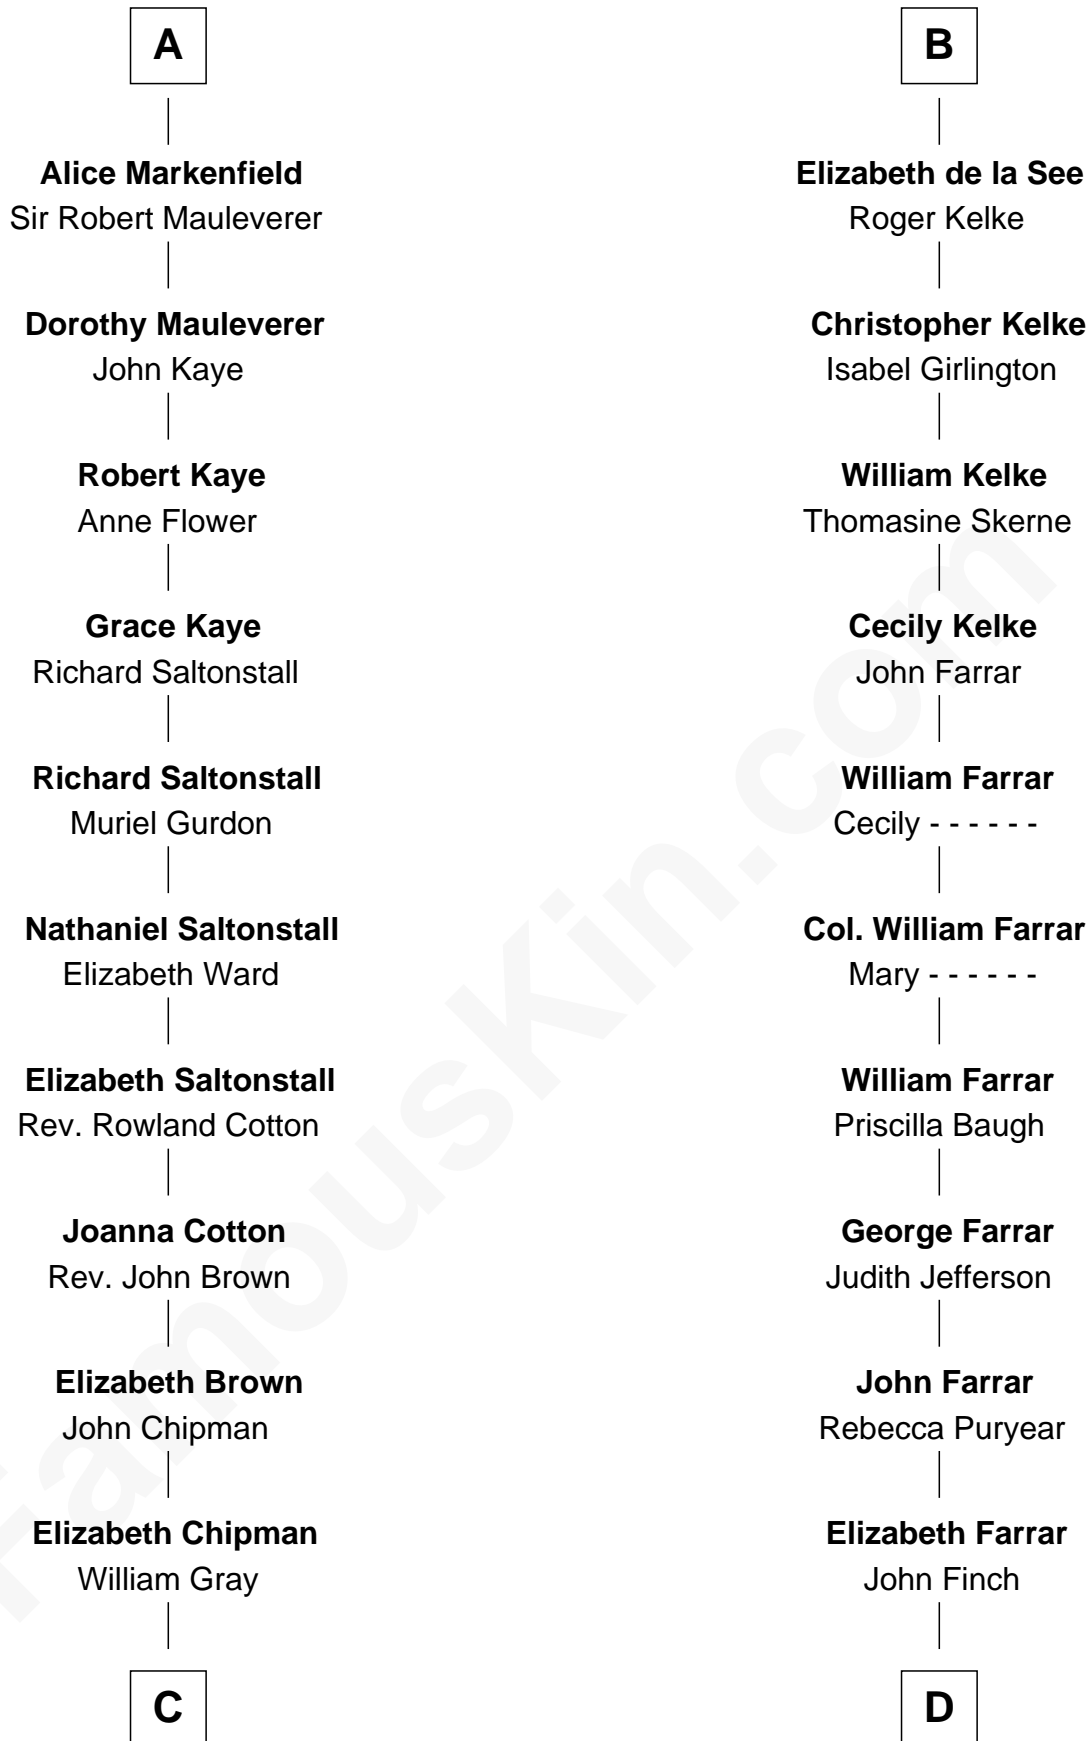 A
Alice Markenfield
Sir Robert Mauleverer
Dorothy Mauleverer
John Kaye
Robert Kaye
Anne Flower
Grace Kaye
Richard Saltonstall
Richard Saltonstall
Muriel Gurdon
Nathaniel Saltonstall
Elizabeth Ward
Elizabeth Saltonstall
Rev. Rowland Cotton
Joanna Cotton
Rev. John Brown
Elizabeth Brown
John Chipman
Elizabeth Chipman
William Gray
C
B
Elizabeth de la See
Roger Kelke
Christopher Kelke
Isabel Girlington
William Kelke
Thomasine Skerne
Cecily Kelke
John Farrar
William Farrar
Cecily - - - - - -
Col. William Farrar
Mary - - - - - -
William Farrar
Priscilla Baugh
George Farrar
Judith Jefferson
John Farrar
Rebecca Puryear
Elizabeth Farrar
John Finch
D
FamousKin.com